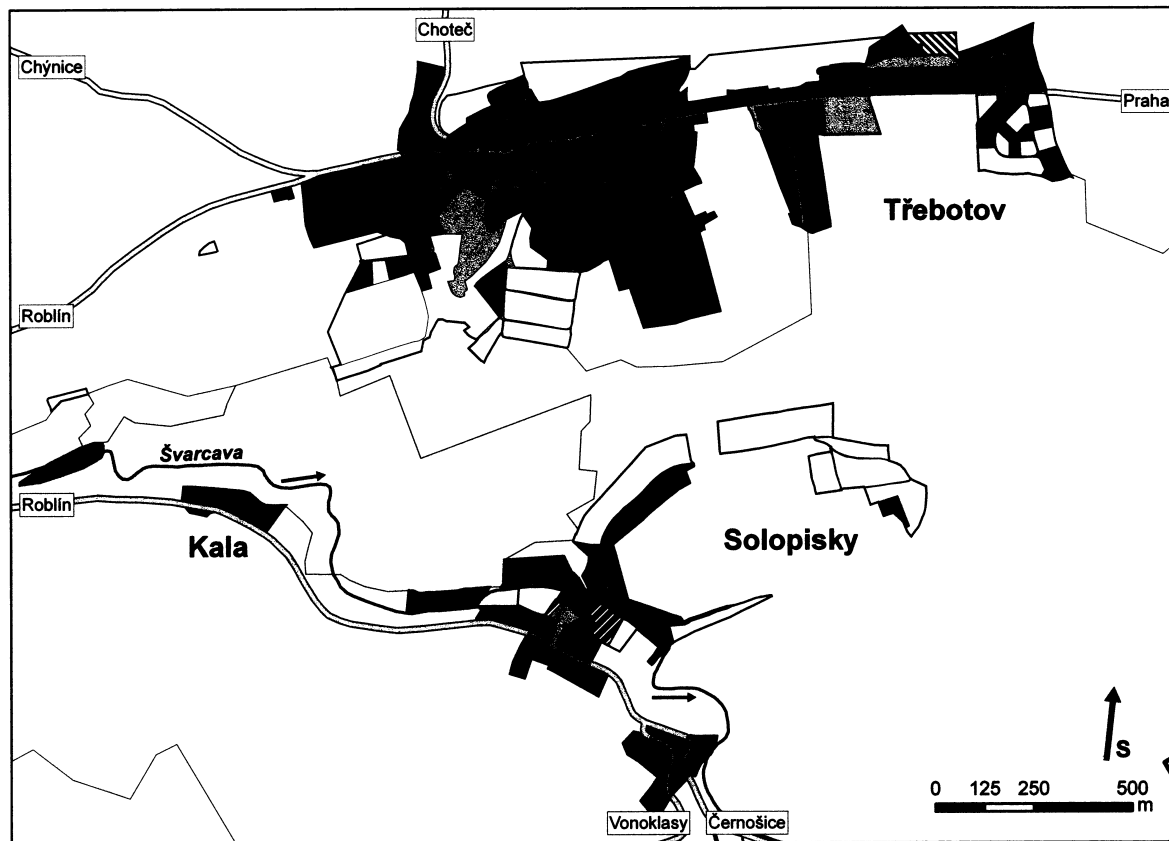 Choteč
Chýnice
Praha
Třebotov
Roblín
Švarcava
Roblín
Kala
Solopisky
S
0 125 250 500
m
Vonoklasy
Černošice